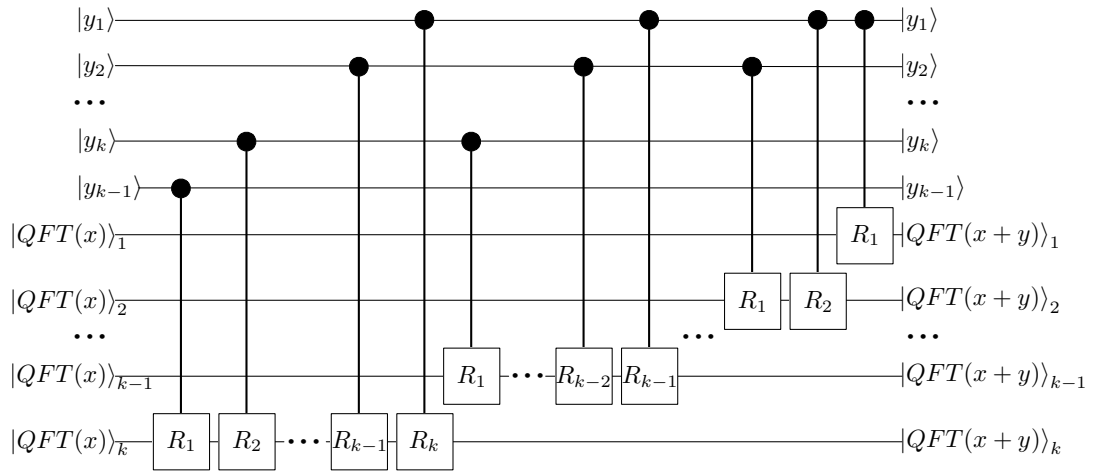 |y₁⟩ |y₁⟩
|y₂⟩ |y₂⟩
... ...
|yₖ⟩ |yₖ⟩
|yₖ₋₁⟩ |yₖ₋₁⟩
|QFT(x)⟩₁ R₁ |QFT(x + y)⟩₁
|QFT(x)⟩₂ R₁ R₂ |QFT(x + y)⟩₂
... ... ...
|QFT(x)⟩ₖ₋₁ R₁ ... Rₖ₋₂ Rₖ₋₁ |QFT(x + y)⟩ₖ₋₁
|QFT(x)⟩ₖ R₁ R₂ ... Rₖ₋₁ Rₖ |QFT(x + y)⟩ₖ